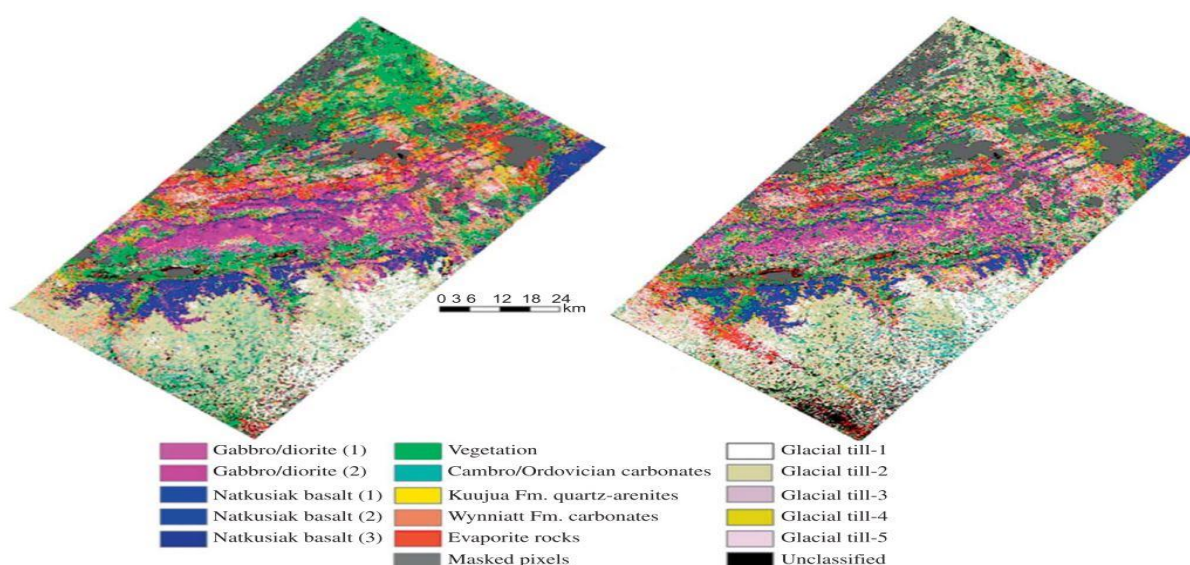 0 3 6 12 18 24
km
Gabbro/diorite (1)
Gabbro/diorite (2)
Natkusiak basalt (1)
Natkusiak basalt (2)
Natkusiak basalt (3)
Vegetation
Cambro/Ordovician carbonates
Kuujua Fm. quartz-arenites
Wynniatt Fm. carbonates
Evaporite rocks
Masked pixels
Glacial till-1
Glacial till-2
Glacial till-3
Glacial till-4
Glacial till-5
Unclassified